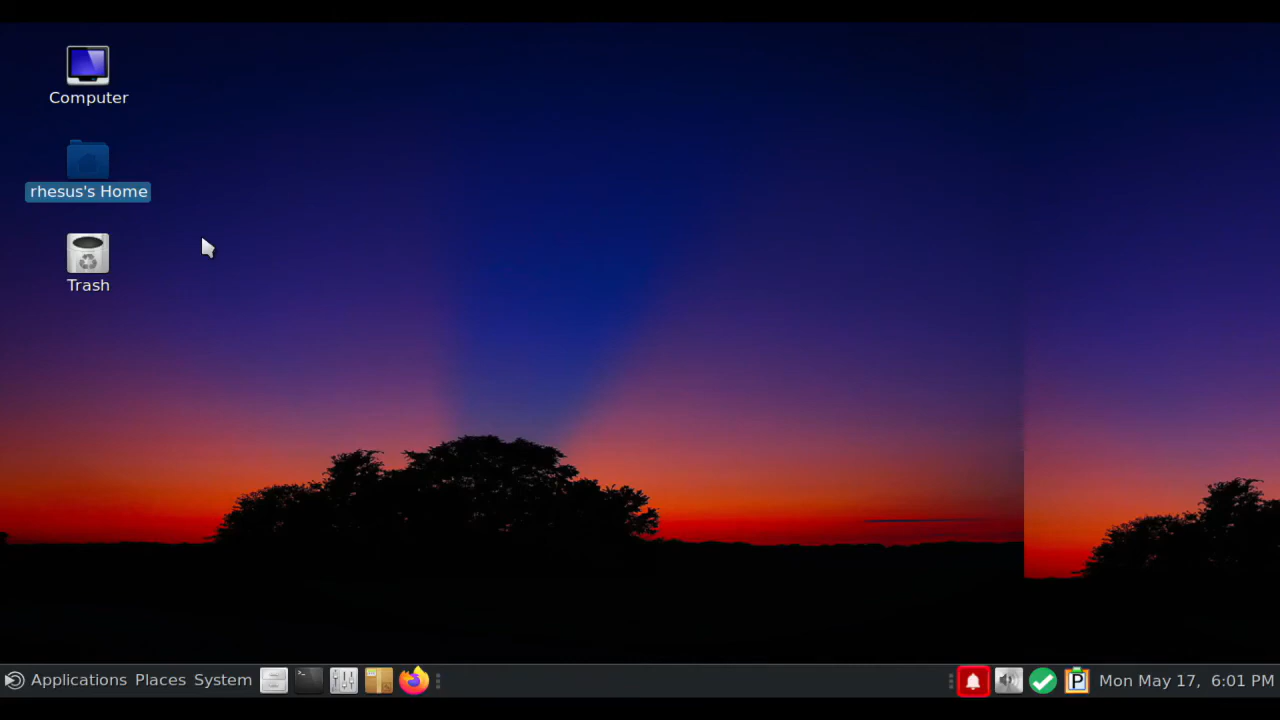 Computer
rhesus's Home
Trash
Applications Places System
P
Mon May 17, 6:01 PM